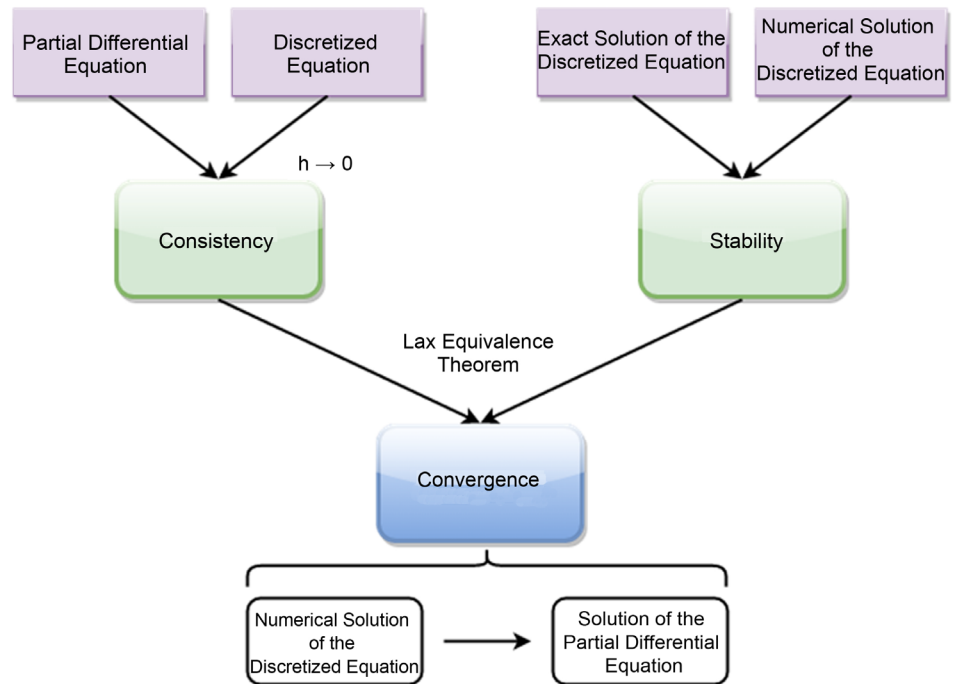 Partial Differential
Equation
Discretized
Equation
Exact Solution of the
Discretized Equation
Numerical Solution
of the
Discretized Equation
h → 0
Consistency
Stability
Lax Equivalence
Theorem
Convergence
Numerical Solution
of the
Discretized Equation
Solution of the
Partial Differential
Equation